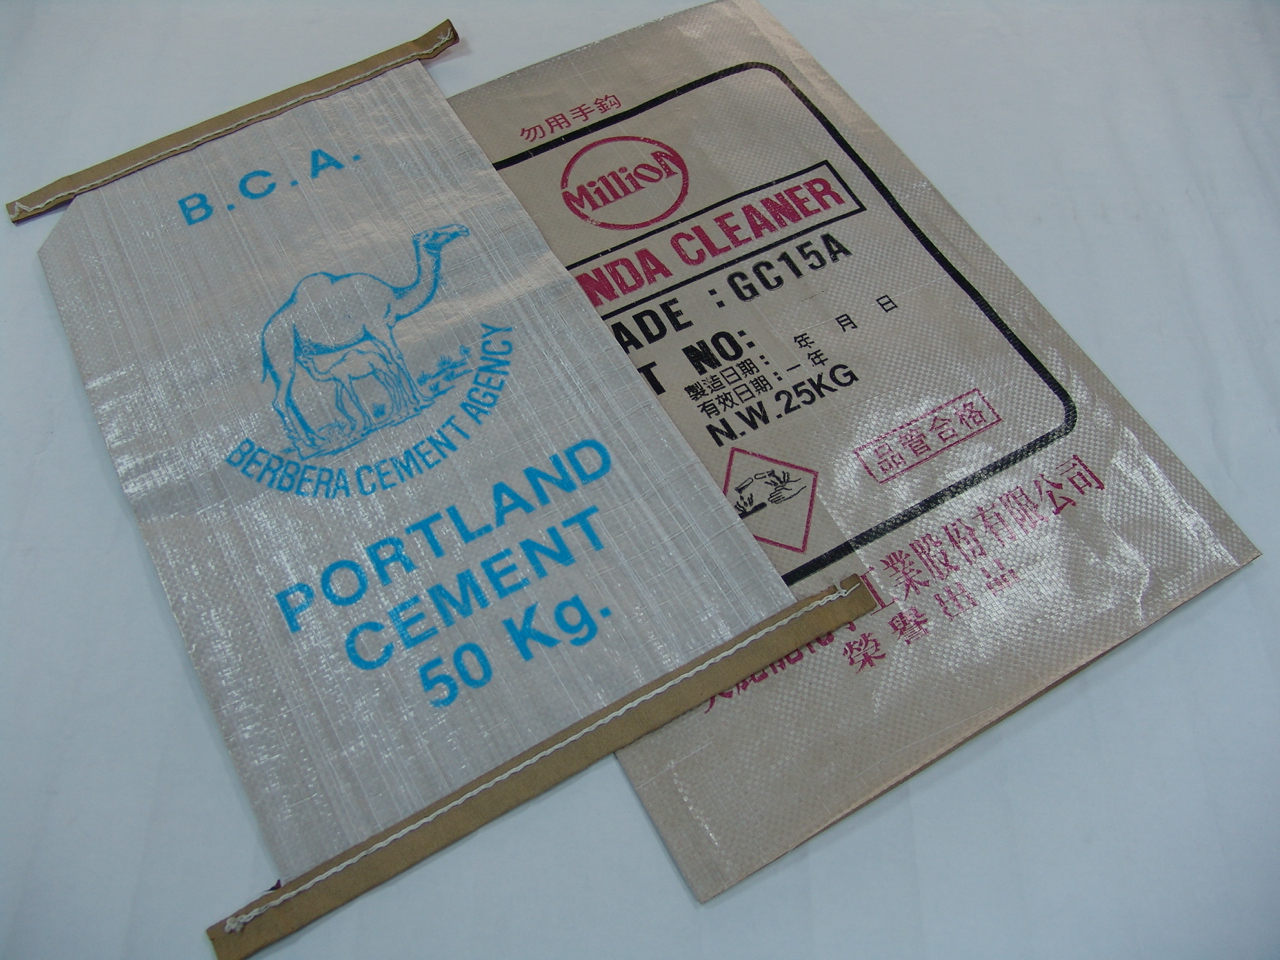 B.C.A.
BERBERA CEMENT AGENCY
PORTLAND
CEMENT
50 Kg.
勿用手鈎
Million
NDA CLEANER
ADE : GC15A
T NO:
年 月 日
製造日期:
有效日期:一年
N.W.25KG
品管合格
工業股份有限公司
榮譽出品